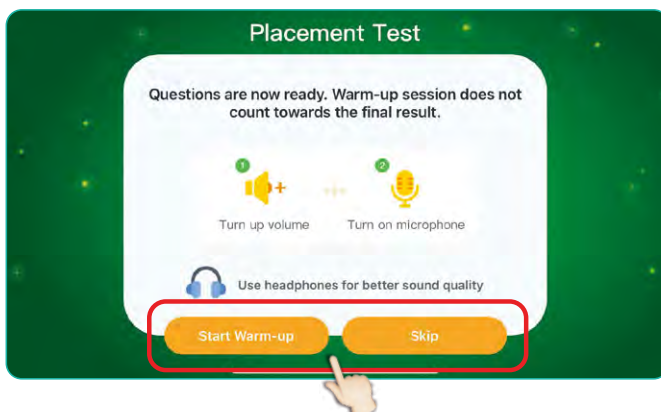 Placement Test
Questions are now ready. Warm-up session does not
count towards the final result.
1
2
Turn up volume
Turn on microphone
Use headphones for better sound quality
Start Warm-up
Skip